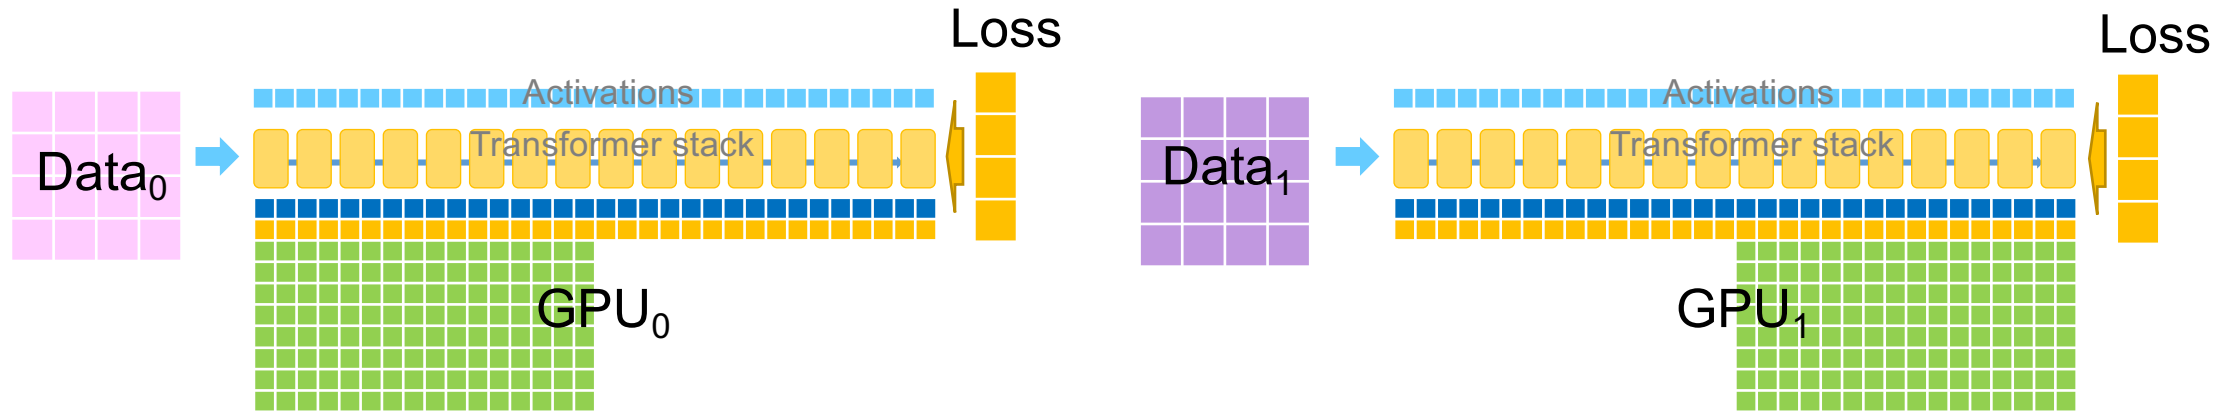 Loss
Activations
Transformer stack
Data₀
GPU₀
Loss
Activations
Transformer stack
Data₁
GPU₁